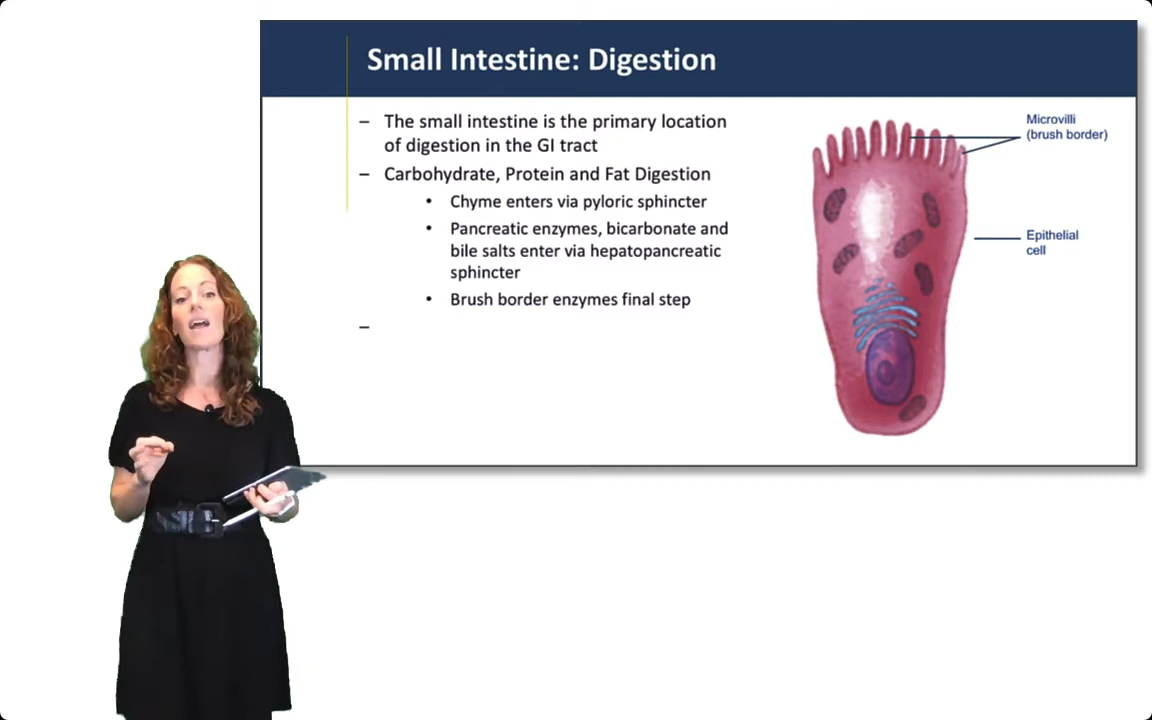 Small Intestine: Digestion
– The small intestine is the primary location
of digestion in the GI tract
– Carbohydrate, Protein and Fat Digestion
• Chyme enters via pyloric sphincter
• Pancreatic enzymes, bicarbonate and
bile salts enter via hepatopancreatic
sphincter
• Brush border enzymes final step
–
Microvilli
(brush border)
Epithelial
cell